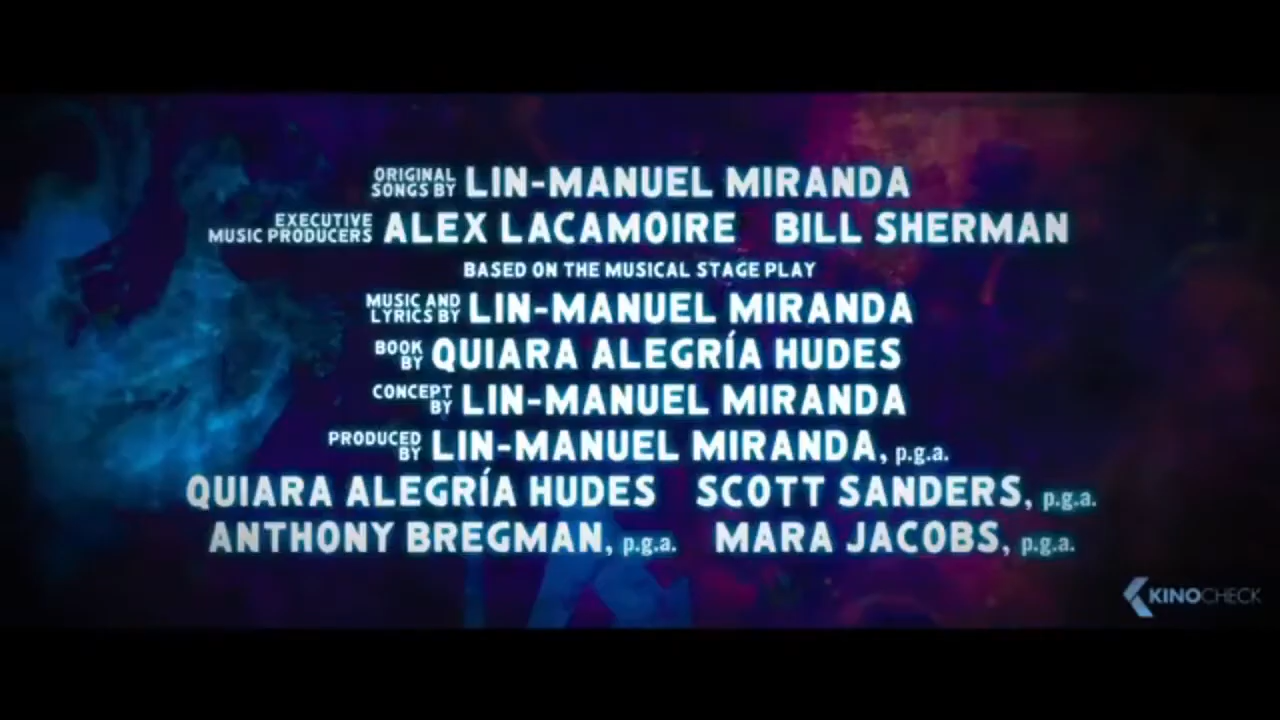 ORIGINAL SONGS BY LIN-MANUEL MIRANDA
EXECUTIVE MUSIC PRODUCERS ALEX LACAMOIRE BILL SHERMAN
BASED ON THE MUSICAL STAGE PLAY
MUSIC AND LYRICS BY LIN-MANUEL MIRANDA
BOOK BY QUIARA ALEGRÍA HUDES
CONCEPT BY LIN-MANUEL MIRANDA
PRODUCED BY LIN-MANUEL MIRANDA, p.g.a.
QUIARA ALEGRÍA HUDES SCOTT SANDERS, p.g.a.
ANTHONY BREGMAN, p.g.a. MARA JACOBS, p.g.a.
KINOCHECK